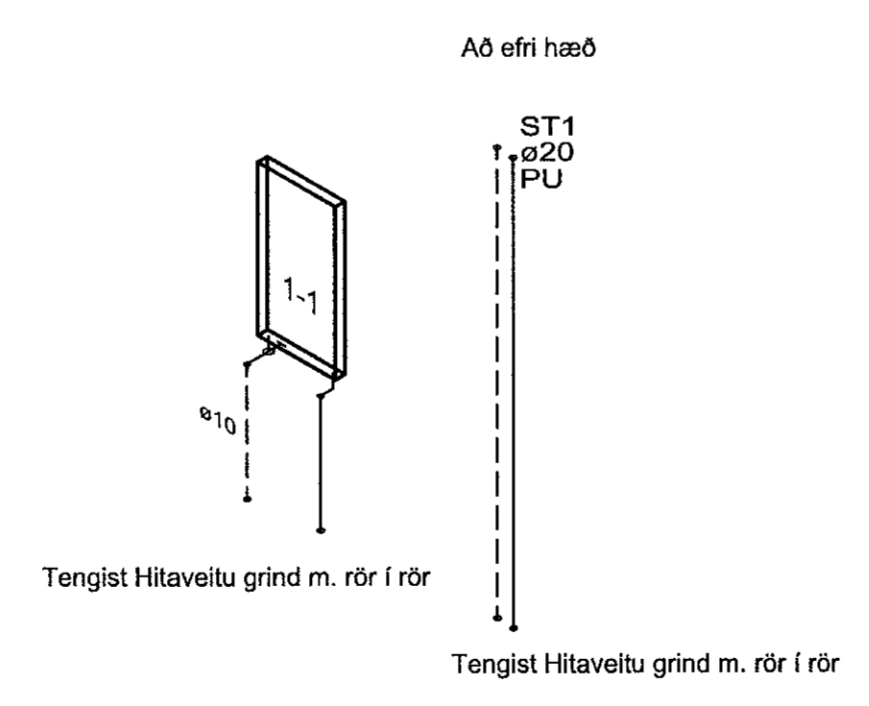 Að efri hæð
ST1
ø20
PU
1-1
ø10
Tengist Hitaveitu grind m. rör í rör
Tengist Hitaveitu grind m. rör í rör